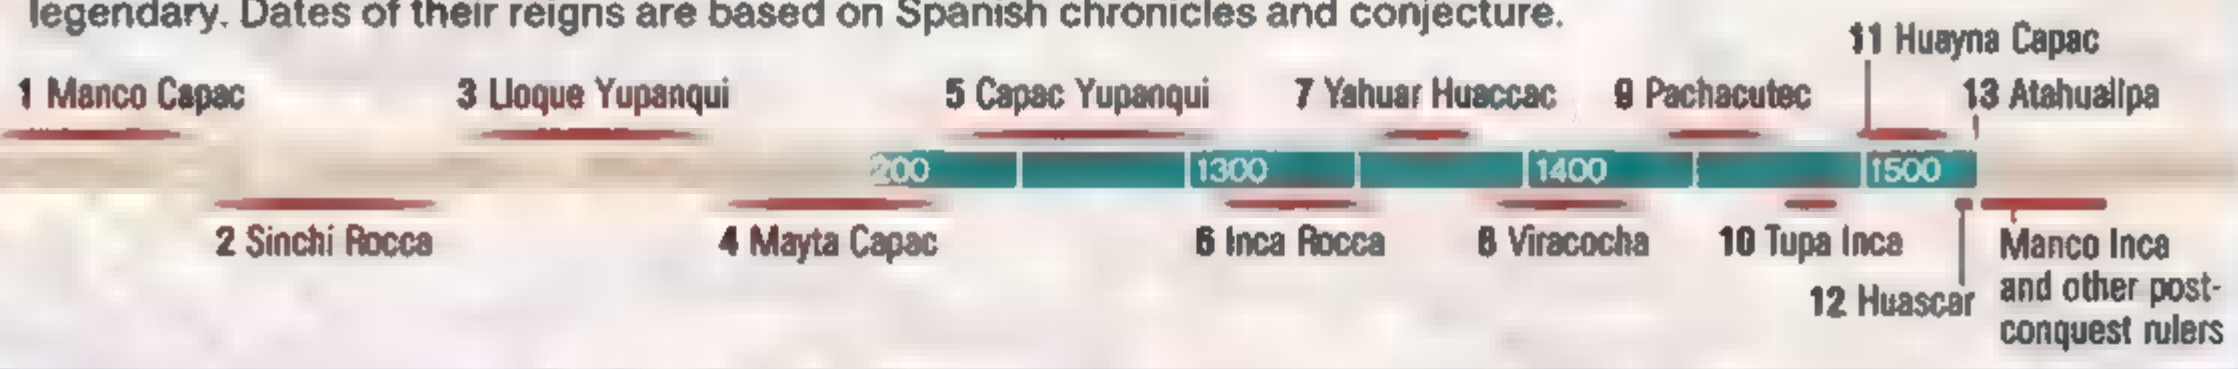 legendary. Dates of their reigns are based on Spanish chronicles and conjecture.
11 Huayna Capac
1 Manco Capac
3 Lloque Yupanqui
5 Capac Yupanqui
7 Yahuar Huaccac
9 Pachacutec
13 Atahuallpa
200
1300
1400
1500
2 Sinchi Rocca
4 Mayta Capac
6 Inca Rocca
8 Viracocha
10 Tupa Inca
12 Huascar
Manco Inca
and other post-
conquest rulers